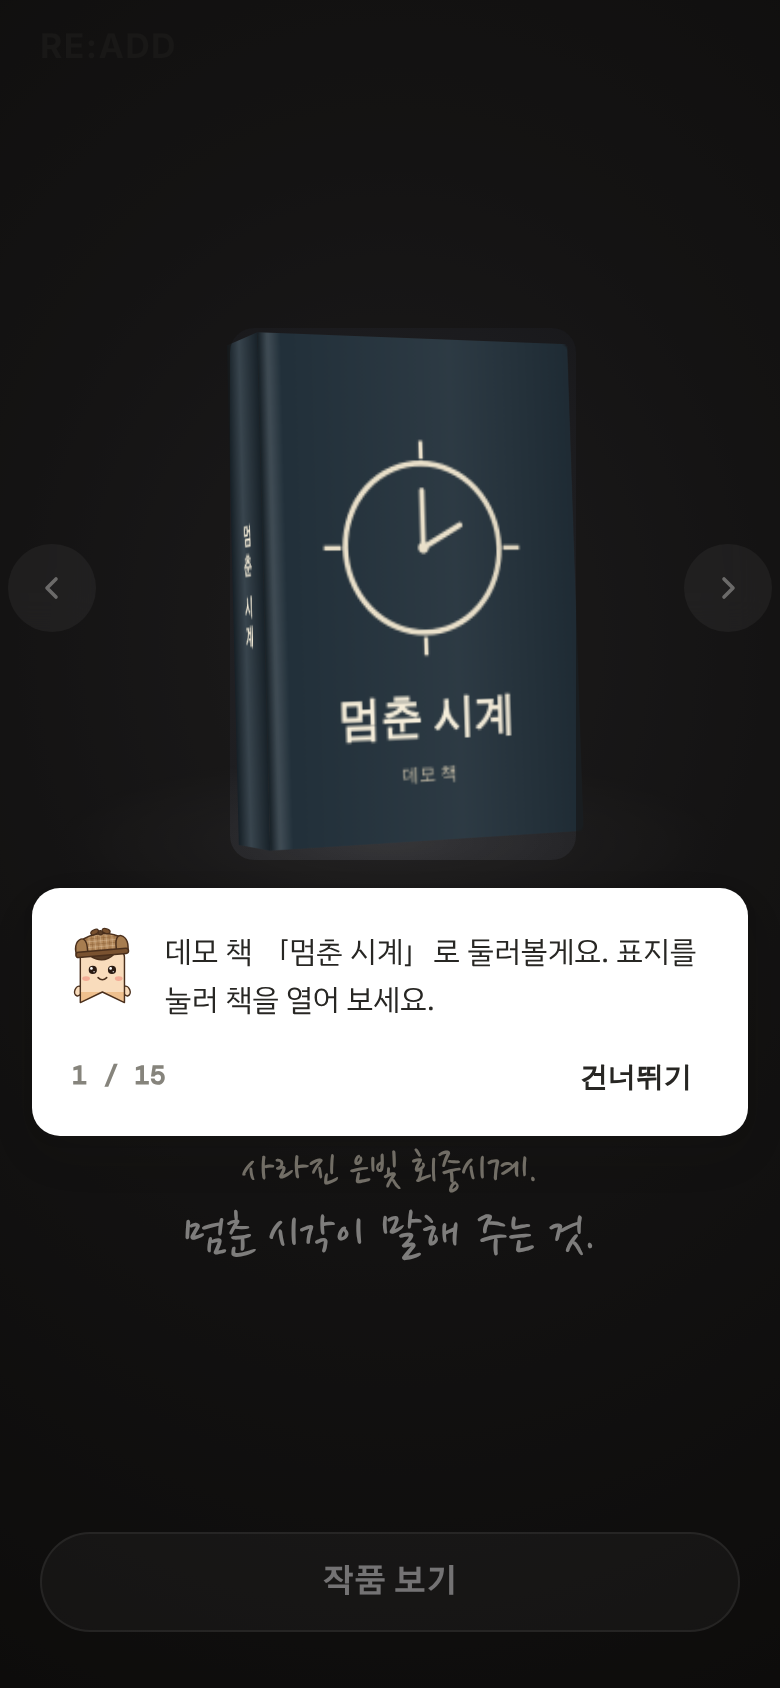 RE:ADD
멈춘 시계
멈춘 시계
데모 책
데모 책 「멈춘 시계」로 둘러볼게요. 표지를
눌러 책을 열어 보세요.
1 / 15
건너뛰기
사라진 은빛 회중시계.
멈춘 시각이 말해 주는 것.
작품 보기